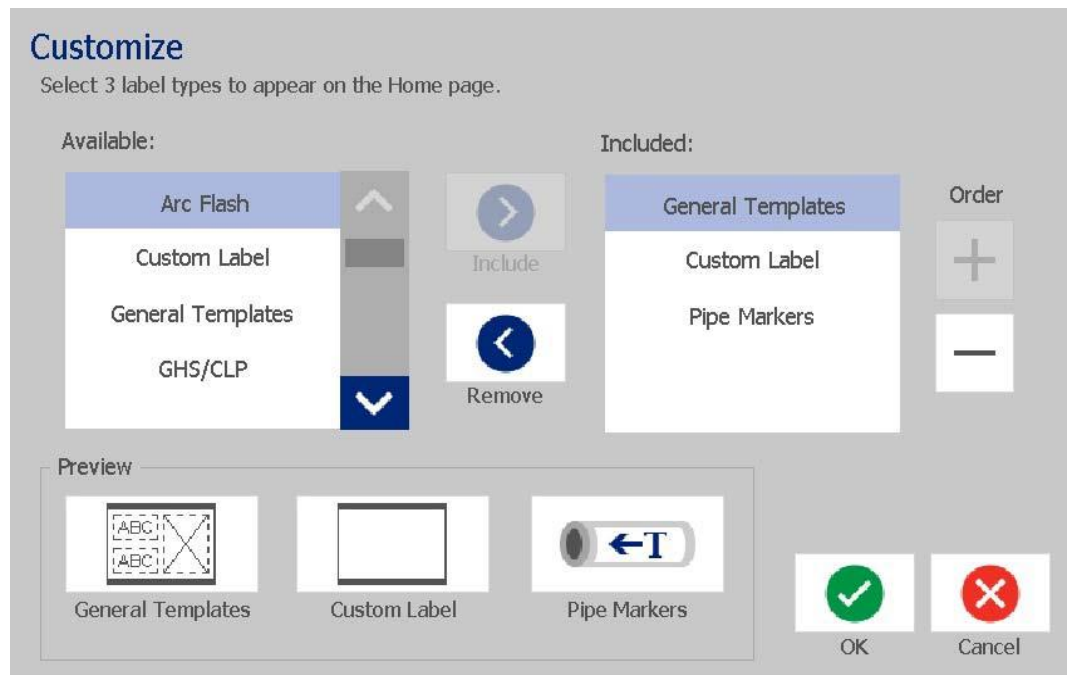 Customize
Select 3 label types to appear on the Home page.
Available:
Included:
Arc Flash
Custom Label
General Templates
GHS/CLP
Include
Remove
General Templates
Custom Label
Pipe Markers
Order
Preview
ABC
ABC
General Templates
Custom Label
T
Pipe Markers
OK
Cancel